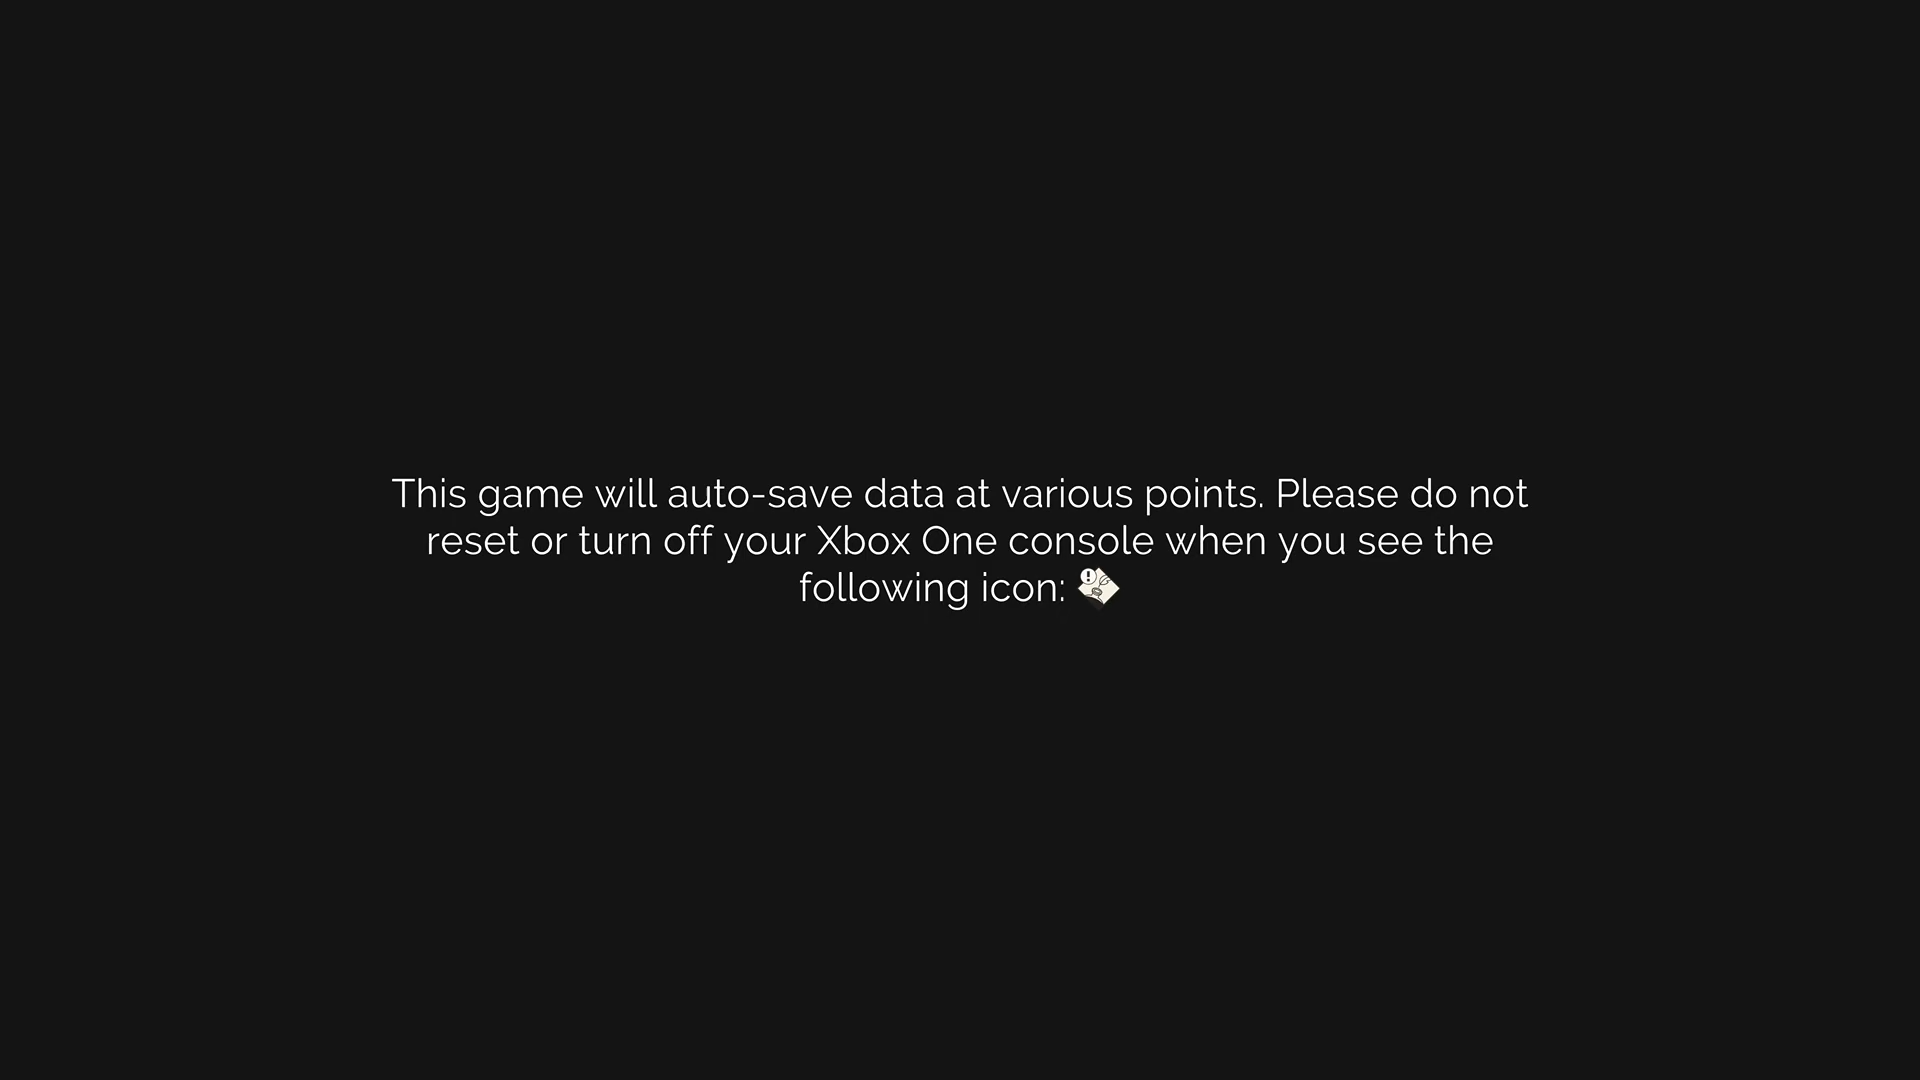 This game will auto-save data at various points. Please do not
reset or turn off your Xbox One console when you see the
following icon: